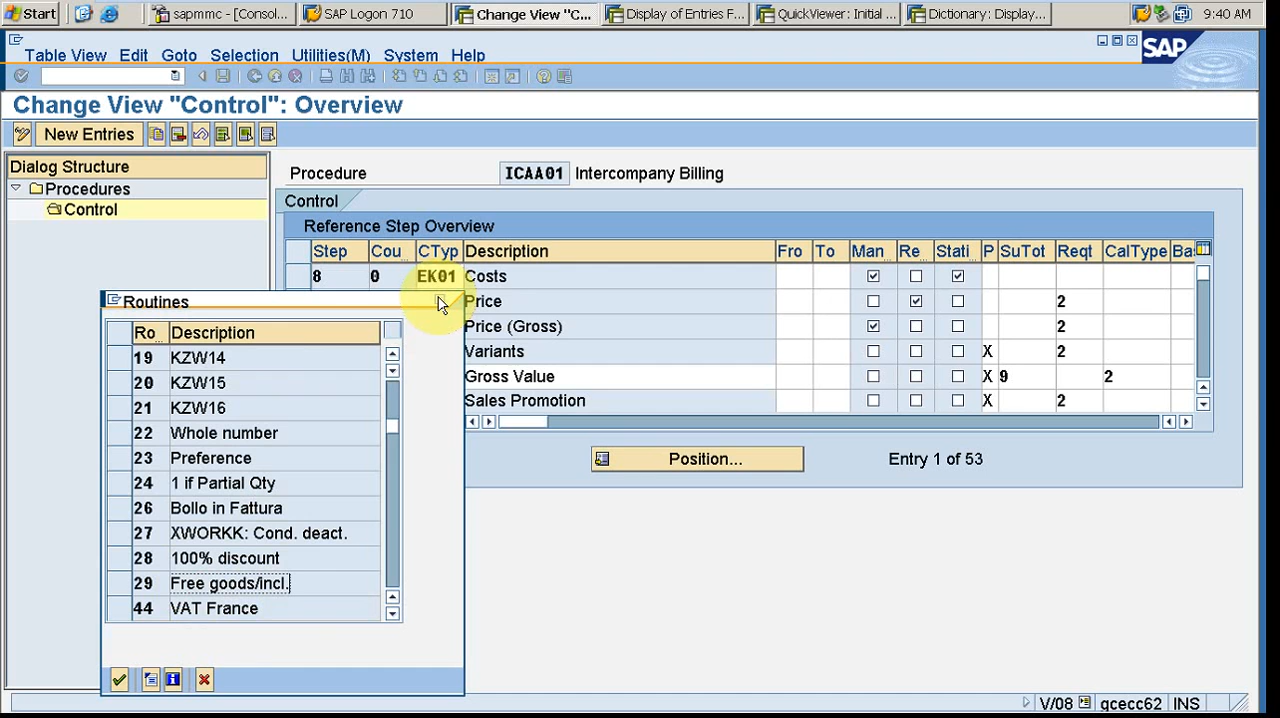 Start
sapmmc - [Consol...
SAP Logon 710
Change View "C...
Display of Entries F...
QuickViewer: Initial ...
Dictionary: Display...
9:40 AM
Table View Edit Goto Selection Utilities(M) System Help
SAP
Change View "Control": Overview
New Entries
Dialog Structure
Procedures
Control
Procedure ICAA01 Intercompany Billing
Control
Reference Step Overview
Step Cou... CTyp Description Fro To Man Re... Stati P SuTot Reqt CalType Ba
8 0 EK01 Costs
Price 2
Price (Gross) 2
Variants X 2
Gross Value X 9 2
Sales Promotion X 2
Position...
Entry 1 of 53
Routines
Ro... Description
19 KZW14
20 KZW15
21 KZW16
22 Whole number
23 Preference
24 1 if Partial Qty
26 Bollo in Fattura
27 XWORKK: Cond. deact.
28 100% discount
29 Free goods/incl.
44 VAT France
V/08 qcecc62 INS